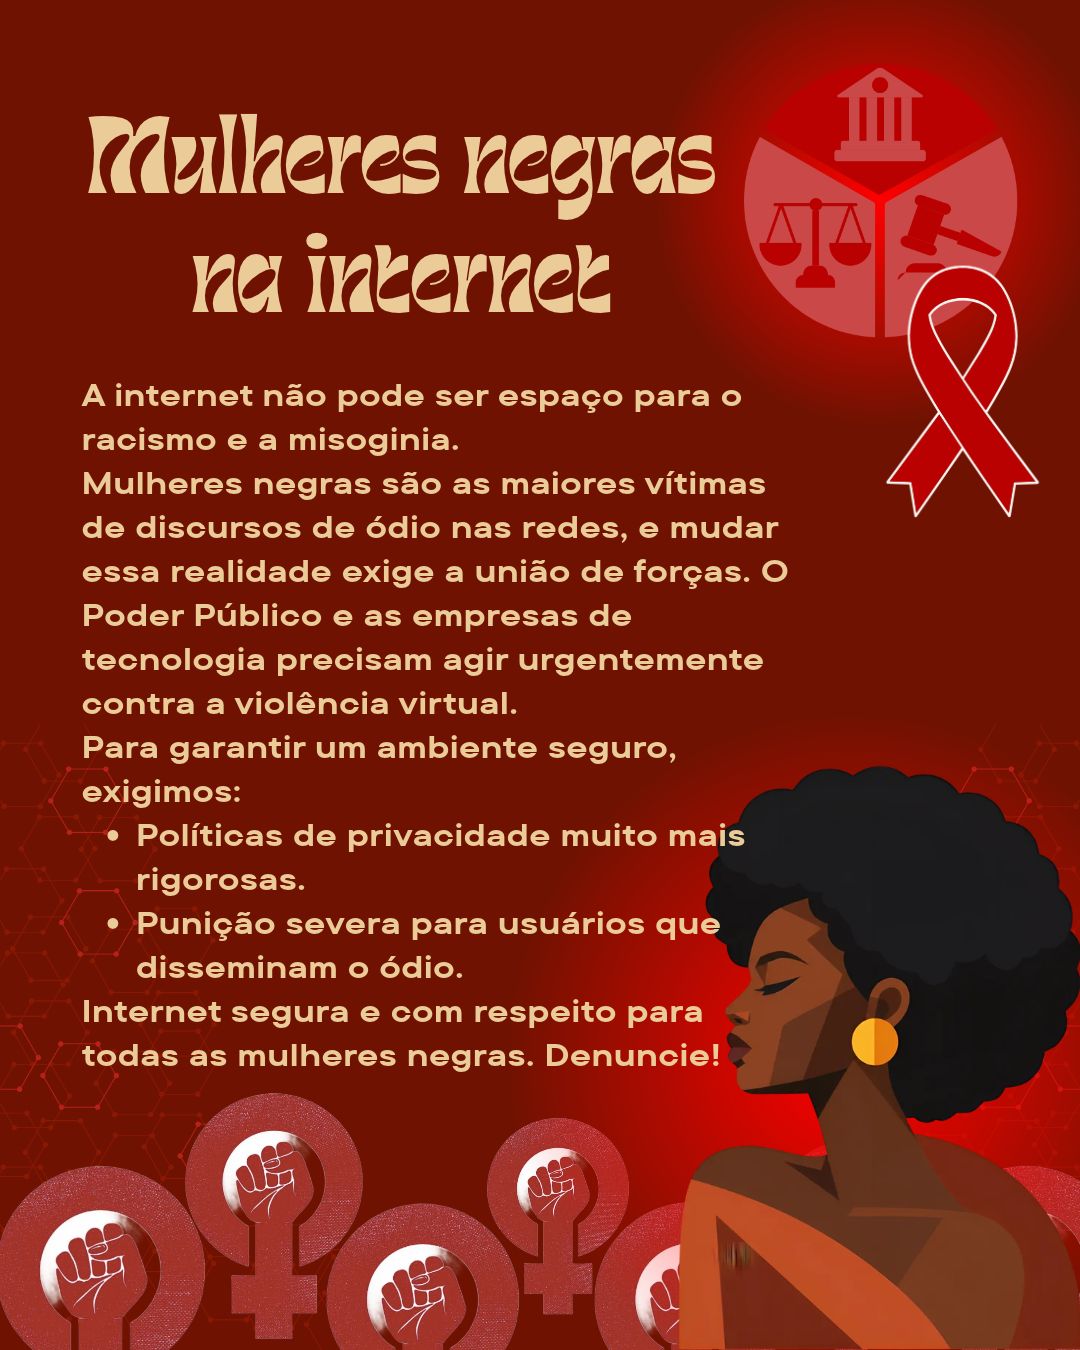 Mulheres negras
na internet
A internet não pode ser espaço para o
racismo e a misoginia.
Mulheres negras são as maiores vítimas
de discursos de ódio nas redes, e mudar
essa realidade exige a união de forças. O
Poder Público e as empresas de
tecnologia precisam agir urgentemente
contra a violência virtual.
Para garantir um ambiente seguro,
exigimos:
• Políticas de privacidade muito mais
rigorosas.
• Punição severa para usuários que
disseminam o ódio.
Internet segura e com respeito para
todas as mulheres negras. Denuncie!